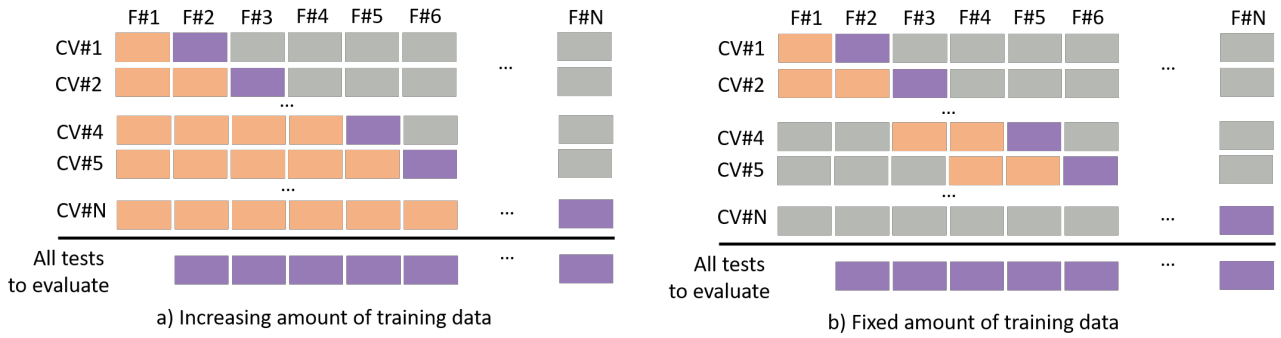 F#1 F#2 F#3 F#4 F#5 F#6 F#N
CV#1
...
CV#2
...
CV#4
CV#5
...
CV#N ...
All tests
to evaluate
...
a) Increasing amount of training data
F#1 F#2 F#3 F#4 F#5 F#6 F#N
CV#1
...
CV#2
...
CV#4
CV#5
...
CV#N ...
All tests
to evaluate
...
b) Fixed amount of training data